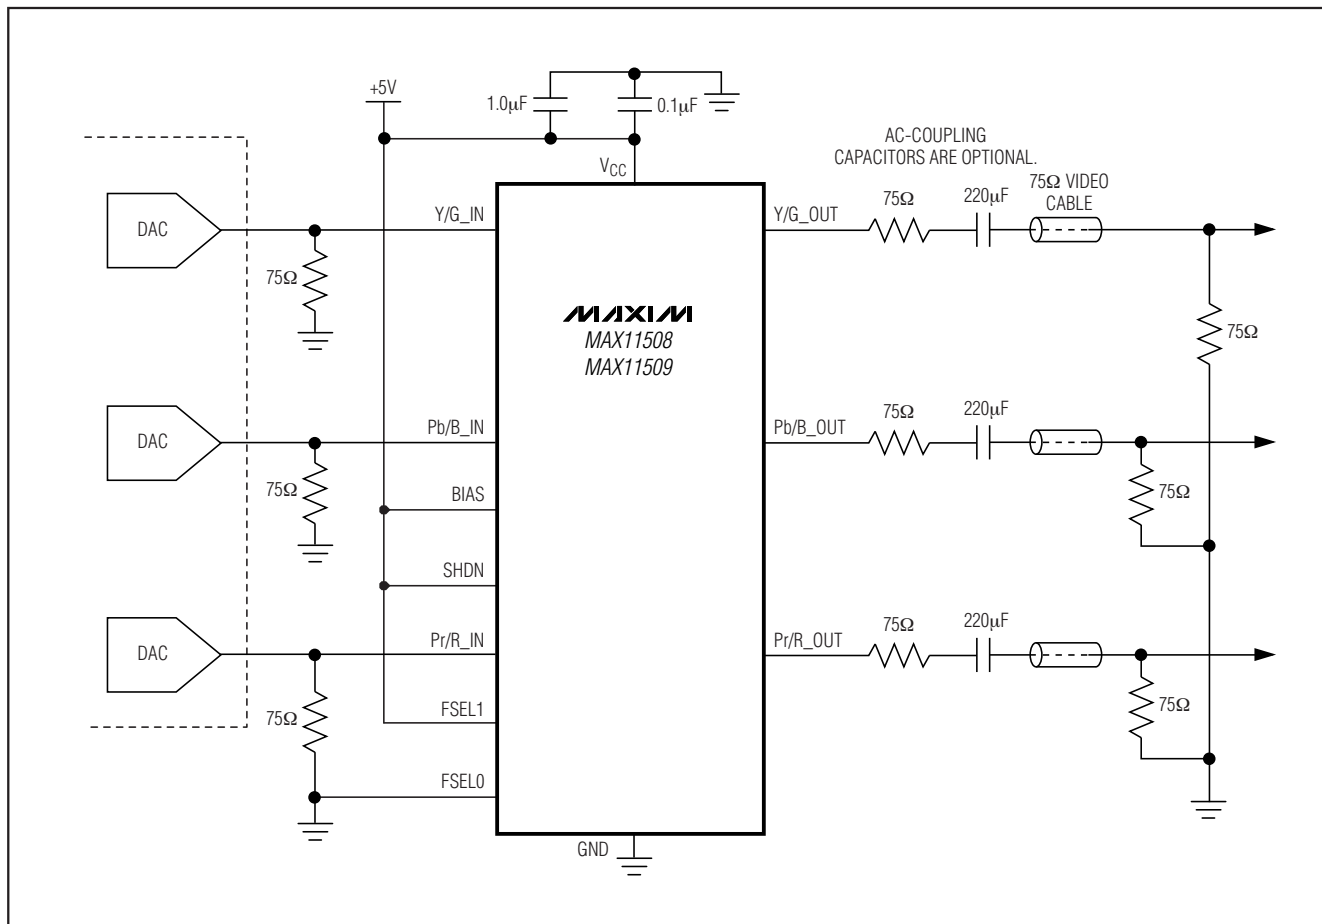 +5V
1.0μF
0.1μF
VCC
AC-COUPLING
CAPACITORS ARE OPTIONAL.
75Ω
220μF
75Ω VIDEO
CABLE
DAC
Y/G_IN
Y/G_OUT
75Ω
MAXIM
MAX11508
MAX11509
75Ω
DAC
Pb/B_IN
Pb/B_OUT
75Ω
220μF
75Ω
BIAS
75Ω
SHDN
DAC
Pr/R_IN
Pr/R_OUT
75Ω
220μF
75Ω
FSEL1
75Ω
FSEL0
GND